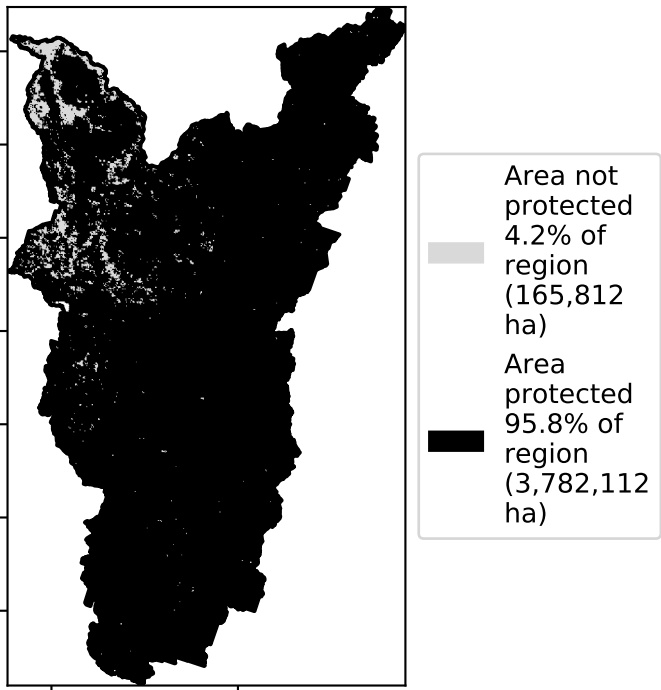 Area not
protected
4.2% of
region
(165,812
ha)
Area
protected
95.8% of
region
(3,782,112
ha)